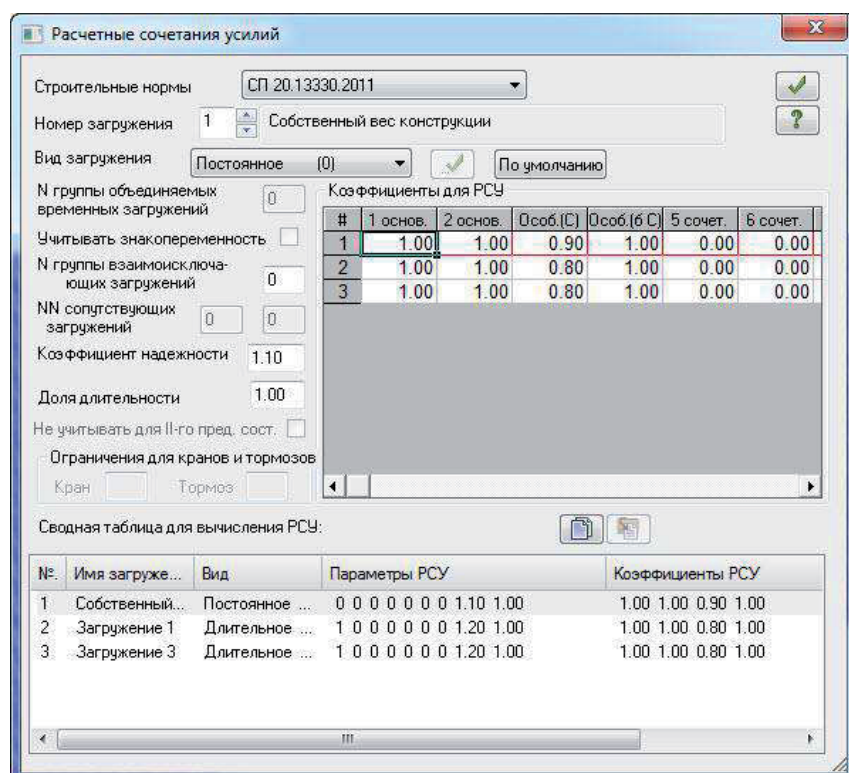 Расчетные сочетания усилий
Строительные нормы СП 20.13330.2011
Номер загружения 1 Собственный вес конструкции
Вид загружения Постоянное (0) По умолчанию
N группы объединяемых
временных загружений 0
Учитывать знакопеременность
N группы взаимоисключа-
ющих загружений 0
NN сопутствующих
загружений 0 0
Коэффициент надежности 1.10
Доля длительности 1.00
Не учитывать для II-го пред. сост.
Ограничения для кранов и тормозов
Кран Тормоз
Коэффициенты для РСУ
# 1 основ. 2 основ. Особ.(С) Особ.(б С) 5 сочет. 6 сочет.
1 1.00 1.00 0.90 1.00 0.00 0.00
2 1.00 1.00 0.80 1.00 0.00 0.00
3 1.00 1.00 0.80 1.00 0.00 0.00
Сводная таблица для вычисления РСУ:
№. Имя загруже... Вид Параметры РСУ Коэффициенты РСУ
1 Собственный... Постоянное ... 0 0 0 0 0 0 0 1.10 1.00 1.00 1.00 0.90 1.00
2 Загружение 1 Длительное ... 1 0 0 0 0 0 0 1.20 1.00 1.00 1.00 0.80 1.00
3 Загружение 3 Длительное ... 1 0 0 0 0 0 0 1.20 1.00 1.00 1.00 0.80 1.00